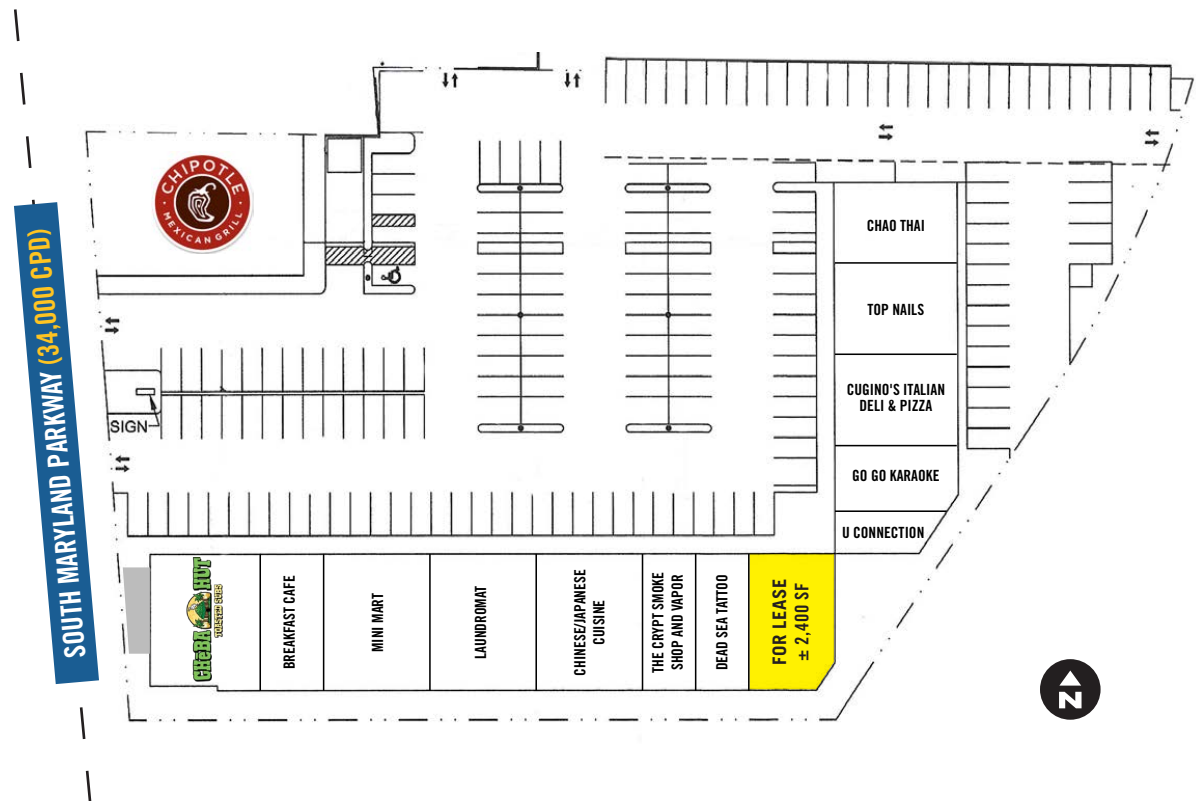 CHIPOTLE
MEXICAN GRILL
CHAO THAI
TOP NAILS
CUGINO'S ITALIAN
DELI & PIZZA
GO GO KARAOKE
U CONNECTION
SIGN
SOUTH MARYLAND PARKWAY (34,000 CPD)
CHeBA HUT
TOASTED SUBS
BREAKFAST CAFE
MINI MART
LAUNDROMAT
CHINESE/JAPANESE
CUISINE
THE CRYPT SMOKE
SHOP AND VAPOR
DEAD SEA TATTOO
FOR LEASE
± 2,400 SF
N